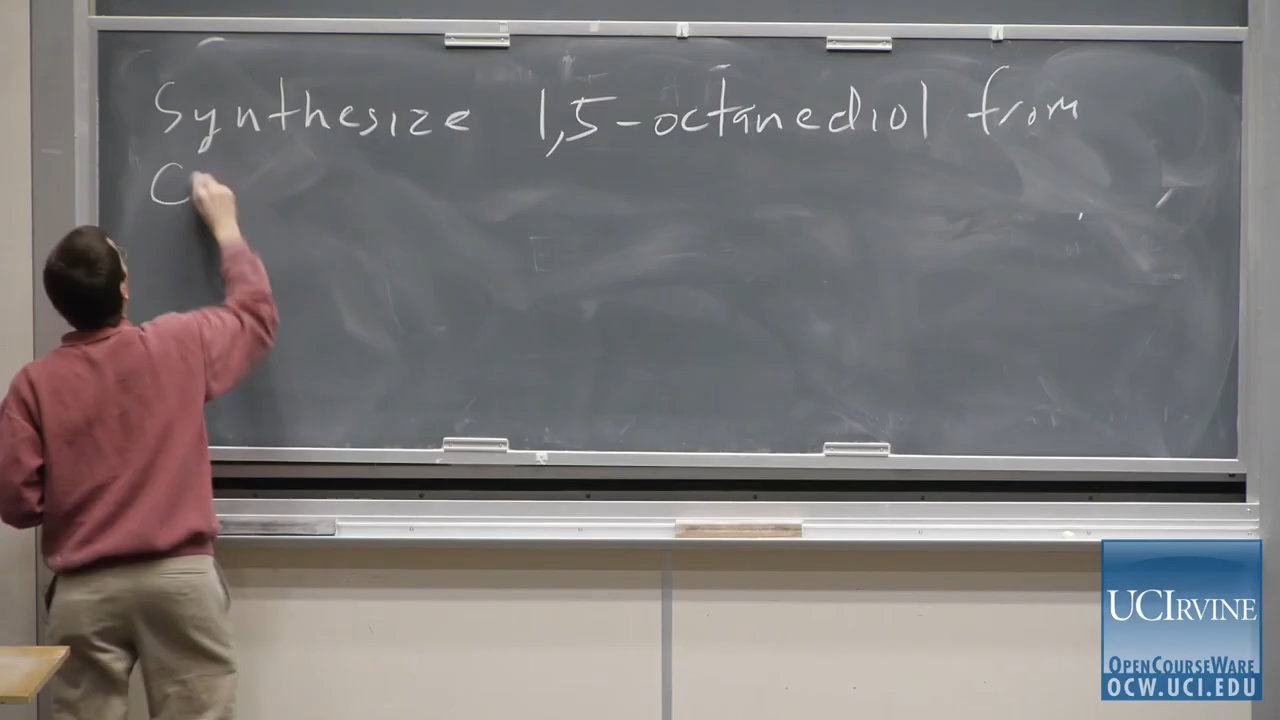 Synthesize 1,5-octanediol from
C
UCIRVINE
OPENCOURSEWARE
OCW.UCI.EDU